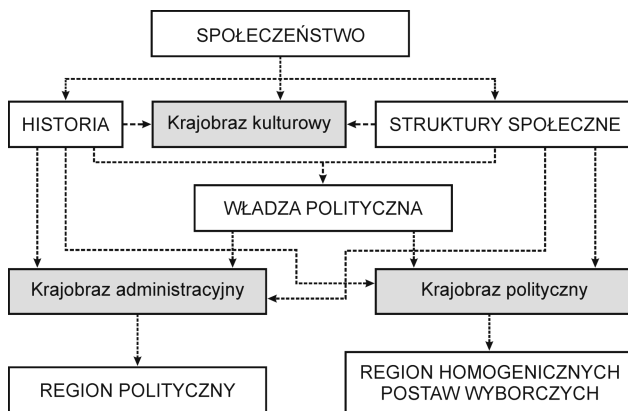 SPOŁECZEŃSTWO
HISTORIA
Krajobraz kulturowy
STRUKTURY SPOŁECZNE
WŁADZA POLITYCZNA
Krajobraz administracyjny
Krajobraz polityczny
REGION POLITYCZNY
REGION HOMOGENICZNYCH
POSTAW WYBORCZYCH